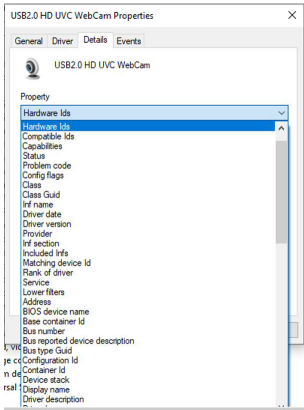 USB2.0 HD UVC WebCam Properties
General Driver Details Events
USB2.0 HD UVC WebCam
Property
Hardware Ids
Hardware Ids
Compatible Ids
Capabilities
Status
Problem code
Config flags
Class
Class Guid
Inf name
Driver date
Driver version
Provider
Inf section
Included Infs
Matching device Id
Rank of driver
Service
Lower filters
Address
BIOS device name
Base container Id
Bus number
Bus reported device description
Bus type Guid
Configuration Id
Container Id
Device stack
Display name
Driver description